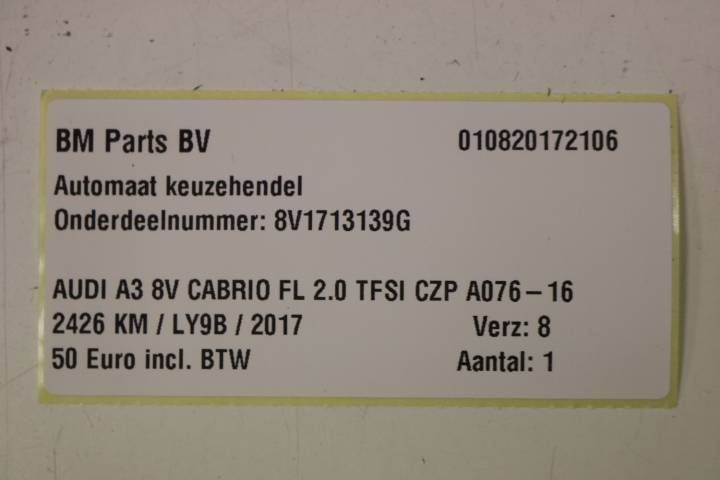 BM Parts BV 010820172106
Automaat keuzehendel
Onderdeelnummer: 8V1713139G
AUDI A3 8V CABRIO FL 2.0 TFSI CZP A076-16
2426 KM / LY9B / 2017 Verz: 8
50 Euro incl. BTW Aantal: 1